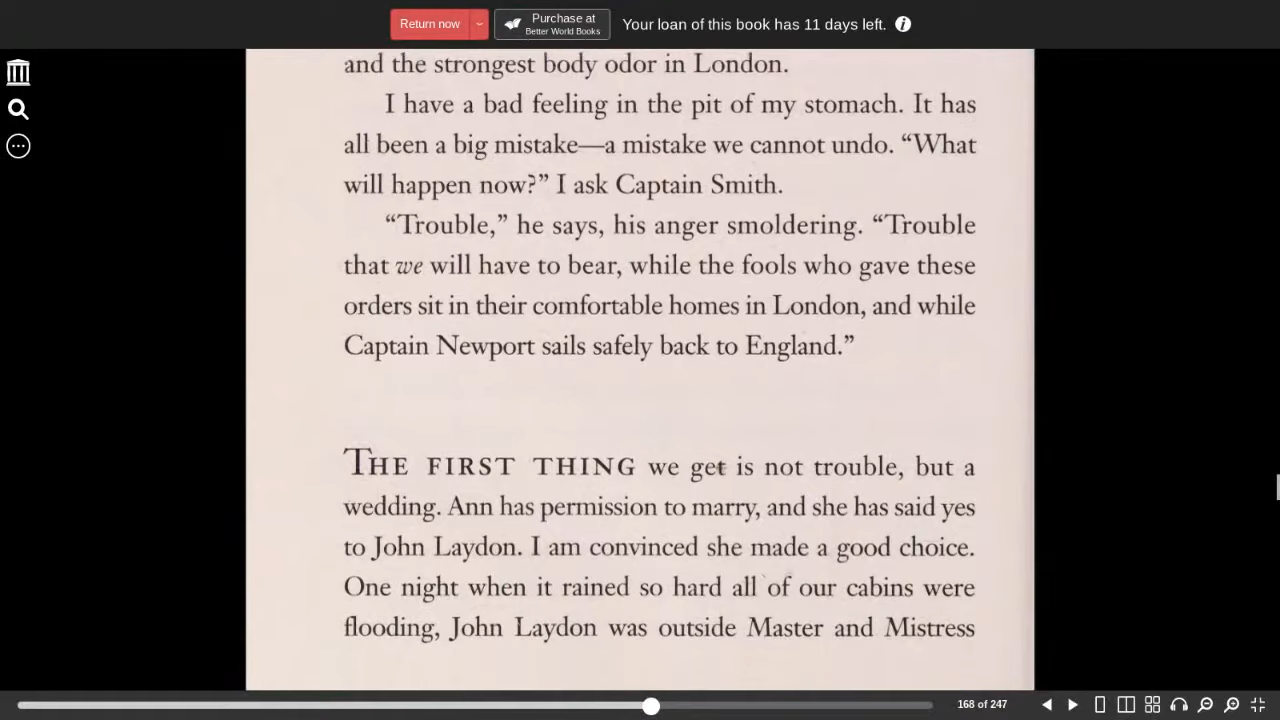 Return now
Purchase at
Better World Books
Your loan of this book has 11 days left.
and the strongest body odor in London.
I have a bad feeling in the pit of my stomach. It has
all been a big mistake—a mistake we cannot undo. “What
will happen now?” I ask Captain Smith.
“Trouble,” he says, his anger smoldering. “Trouble
that we will have to bear, while the fools who gave these
orders sit in their comfortable homes in London, and while
Captain Newport sails safely back to England.”
THE FIRST THING we get is not trouble, but a
wedding. Ann has permission to marry, and she has said yes
to John Laydon. I am convinced she made a good choice.
One night when it rained so hard all of our cabins were
flooding, John Laydon was outside Master and Mistress
168 of 247